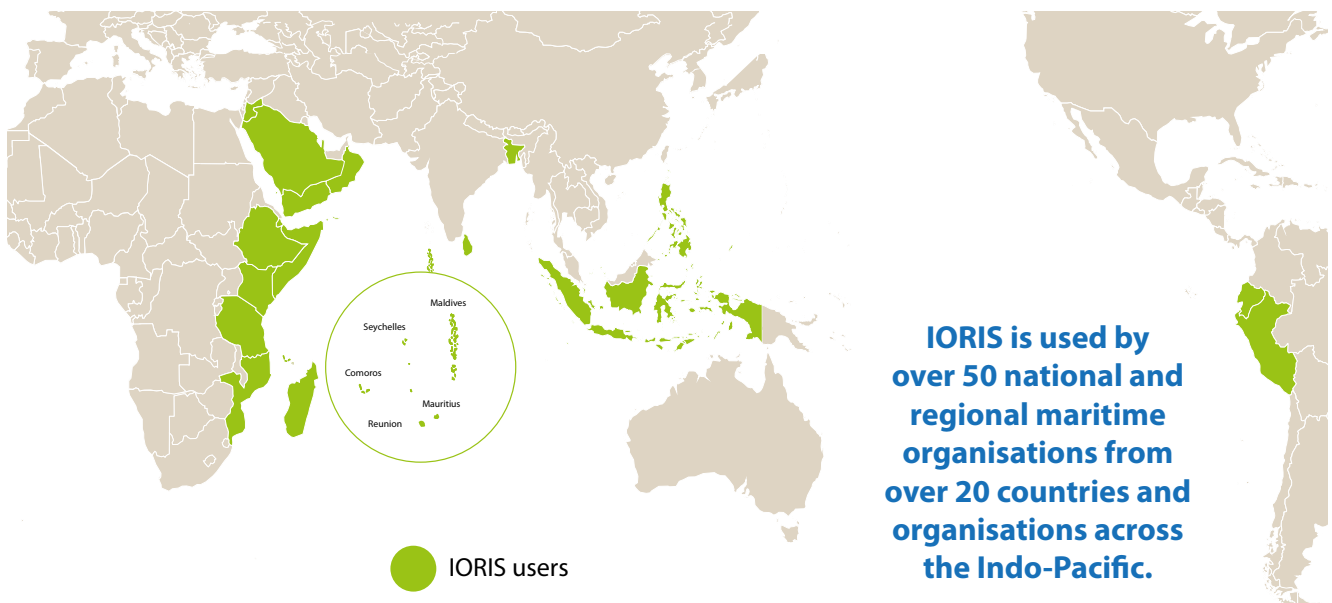 Maldives
Seychelles
Comoros
Mauritius
Reunion
IORIS is used by
over 50 national and
regional maritime
organisations from
over 20 countries and
organisations across
the Indo-Pacific.
IORIS users